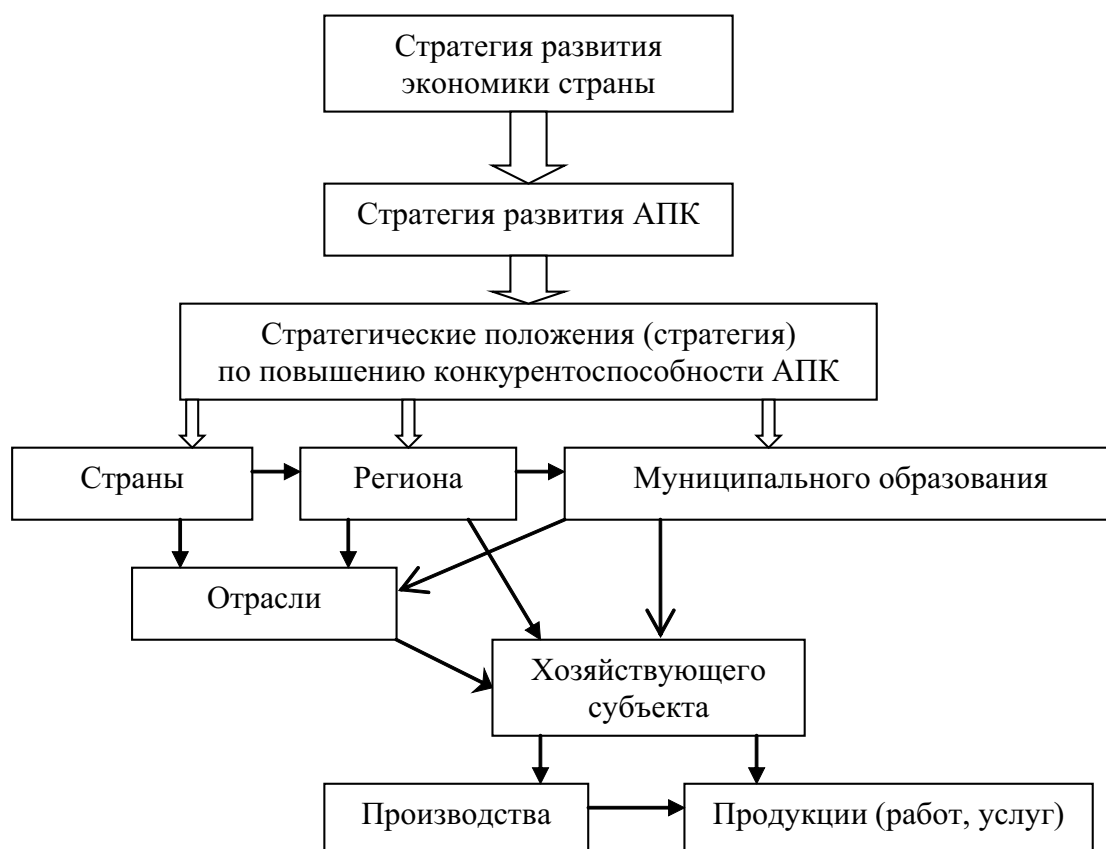 Стратегия развития
экономики страны
Стратегия развития АПК
Стратегические положения (стратегия)
по повышению конкурентоспособности АПК
Страны
Региона
Муниципального образования
Отрасли
Хозяйствующего
субъекта
Производства
Продукции (работ, услуг)